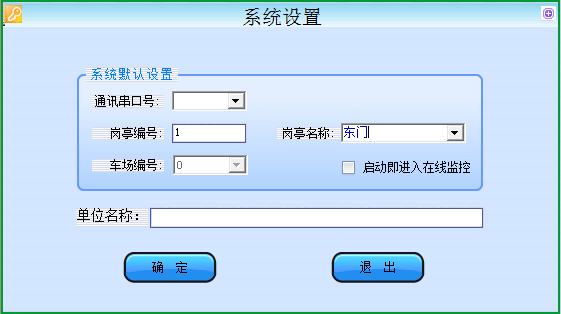 系统设置
系统默认设置
通讯串口号:
岗亭编号: 1 岗亭名称: 东门
车场编号: 0 启动即进入在线监控
单位名称:
确 定 退 出